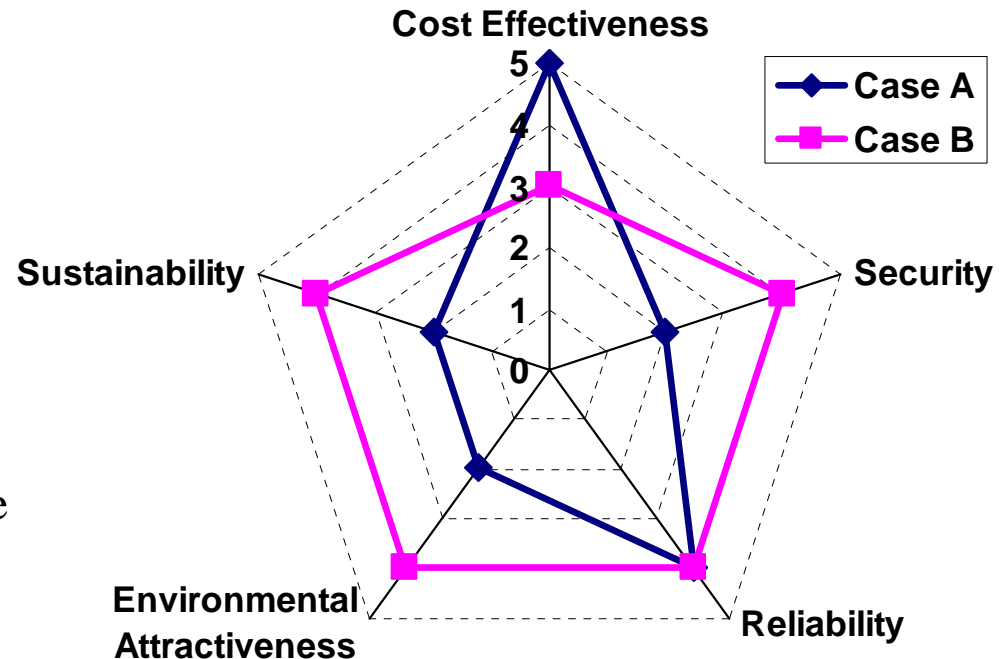 Cost Effectiveness
5
4
3
2
1
0
Case A
Case B
Sustainability
Security
e
Environmental
Attractiveness
Reliability